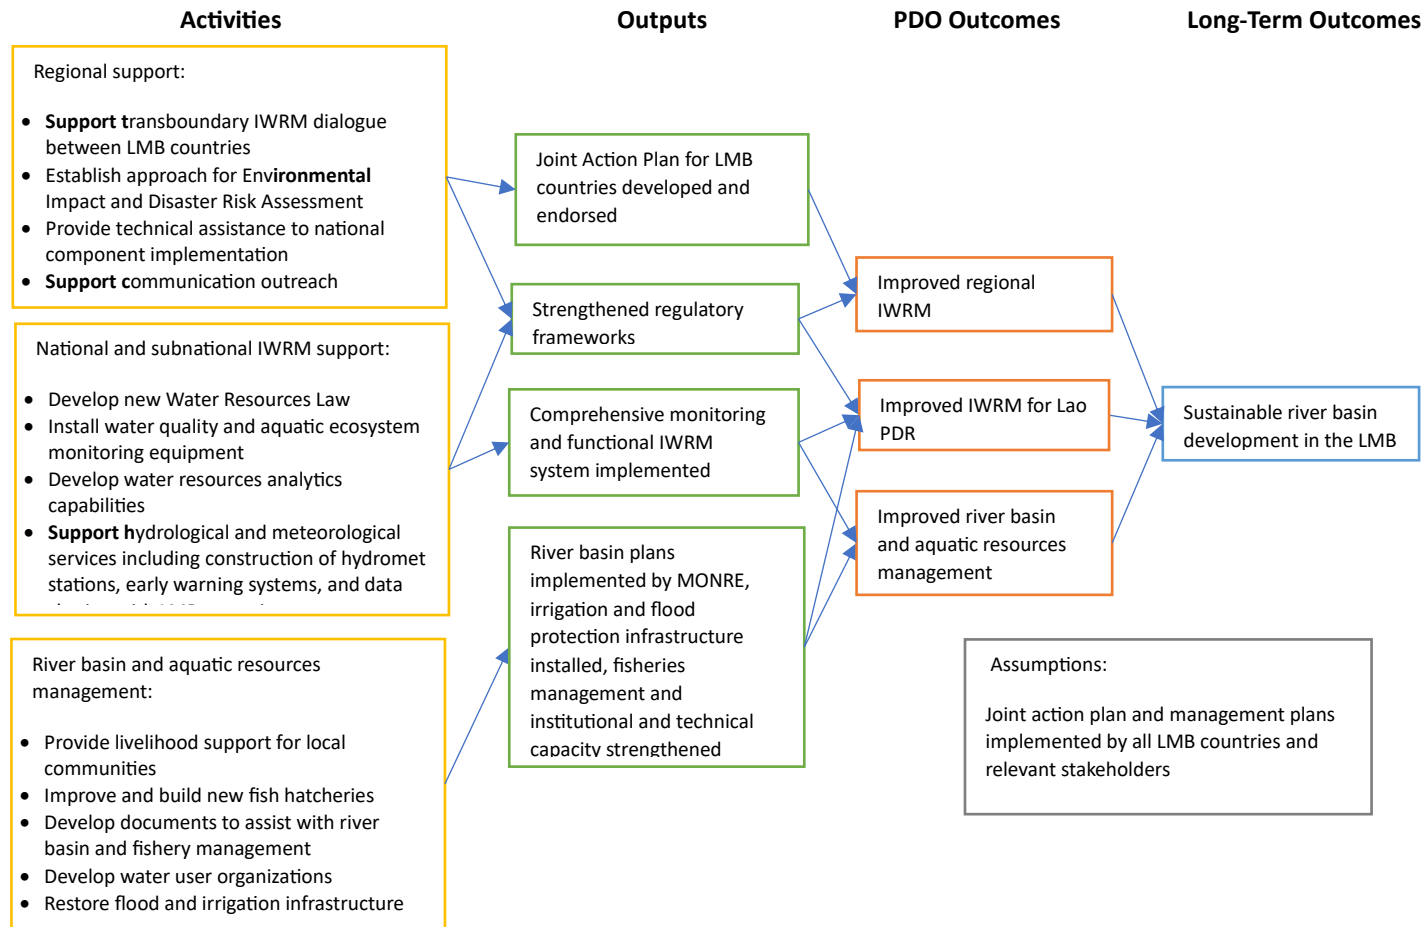 Activities
Outputs
PDO Outcomes
Long-Term Outcomes
Regional support:
• Support transboundary IWRM dialogue
between LMB countries
• Establish approach for Environmental
Impact and Disaster Risk Assessment
• Provide technical assistance to national
component implementation
• Support communication outreach
National and subnational IWRM support:
• Develop new Water Resources Law
• Install water quality and aquatic ecosystem
monitoring equipment
• Develop water resources analytics
capabilities
• Support hydrological and meteorological
services including construction of hydromet
stations, early warning systems, and data
River basin and aquatic resources
management:
• Provide livelihood support for local
communities
• Improve and build new fish hatcheries
• Develop documents to assist with river
basin and fishery management
• Develop water user organizations
• Restore flood and irrigation infrastructure
Joint Action Plan for LMB
countries developed and
endorsed
Strengthened regulatory
frameworks
Comprehensive monitoring
and functional IWRM
system implemented
River basin plans
implemented by MONRE,
irrigation and flood
protection infrastructure
installed, fisheries
management and
institutional and technical
capacity strengthened
Improved regional
IWRM
Improved IWRM for Lao
PDR
Improved river basin
and aquatic resources
management
Sustainable river basin
development in the LMB
Assumptions:
Joint action plan and management plans
implemented by all LMB countries and
relevant stakeholders